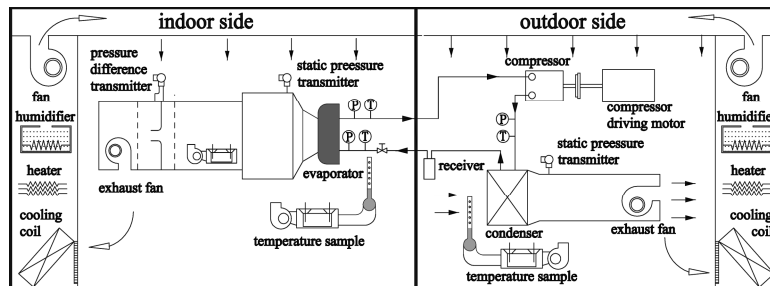 indoor side
outdoor side
pressure
difference
transmitter
static preessure
transmitter
compressor
fan
fan
humidifier
P
T
P
T
P
T
compressor
driving motor
humidifier
static preessure
transmitter
heater
exhaust fan
evaporator
receiver
heater
cooling
coil
temperature sample
condenser
exhaust fan
cooling
coil
temperature sample